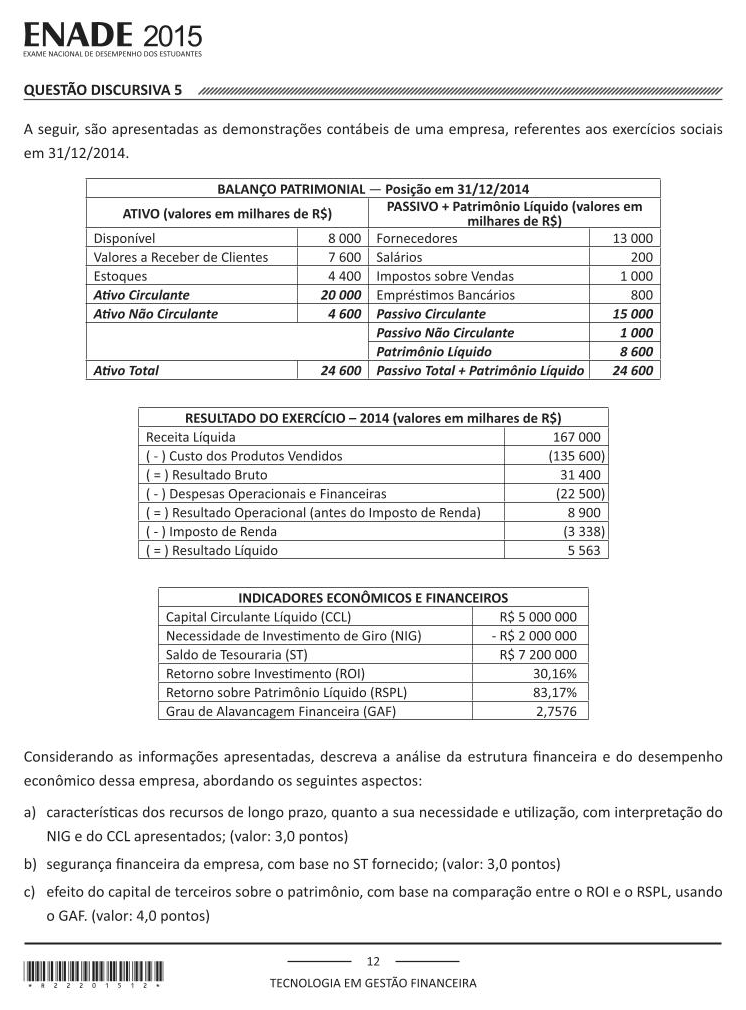 ENADE 2015
EXAME NACIONAL DE DESEMPENHO DOS ESTUDANTES
QUESTÃO DISCURSIVA 5
A seguir, são apresentadas as demonstrações contábeis de uma empresa, referentes aos exercícios sociais
em 31/12/2014.
BALANÇO PATRIMONIAL — Posição em 31/12/2014
ATIVO (valores em milhares de R$) PASSIVO + Patrimônio Líquido (valores em milhares de R$)
Disponível 8 000 Fornecedores 13 000
Valores a Receber de Clientes 7 600 Salários 200
Estoques 4 400 Impostos sobre Vendas 1 000
Ativo Circulante 20 000 Empréstimos Bancários 800
Ativo Não Circulante 4 600 Passivo Circulante 15 000
Passivo Não Circulante 1 000
Patrimônio Líquido 8 600
Ativo Total 24 600 Passivo Total + Patrimônio Líquido 24 600
RESULTADO DO EXERCÍCIO – 2014 (valores em milhares de R$)
Receita Líquida 167 000
( - ) Custo dos Produtos Vendidos (135 600)
( = ) Resultado Bruto 31 400
( - ) Despesas Operacionais e Financeiras (22 500)
( = ) Resultado Operacional (antes do Imposto de Renda) 8 900
( - ) Imposto de Renda (3 338)
( = ) Resultado Líquido 5 563
INDICADORES ECONÔMICOS E FINANCEIROS
Capital Circulante Líquido (CCL) R$ 5 000 000
Necessidade de Investimento de Giro (NIG) - R$ 2 000 000
Saldo de Tesouraria (ST) R$ 7 200 000
Retorno sobre Investimento (ROI) 30,16%
Retorno sobre Patrimônio Líquido (RSPL) 83,17%
Grau de Alavancagem Financeira (GAF) 2,7576
Considerando as informações apresentadas, descreva a análise da estrutura financeira e do desempenho
econômico dessa empresa, abordando os seguintes aspectos:
a) características dos recursos de longo prazo, quanto a sua necessidade e utilização, com interpretação do
NIG e do CCL apresentados; (valor: 3,0 pontos)
b) segurança financeira da empresa, com base no ST fornecido; (valor: 3,0 pontos)
c) efeito do capital de terceiros sobre o patrimônio, com base na comparação entre o ROI e o RSPL, usando
o GAF. (valor: 4,0 pontos)
12
* R 2 2 2 0 1 5 1 2 *
TECNOLOGIA EM GESTÃO FINANCEIRA